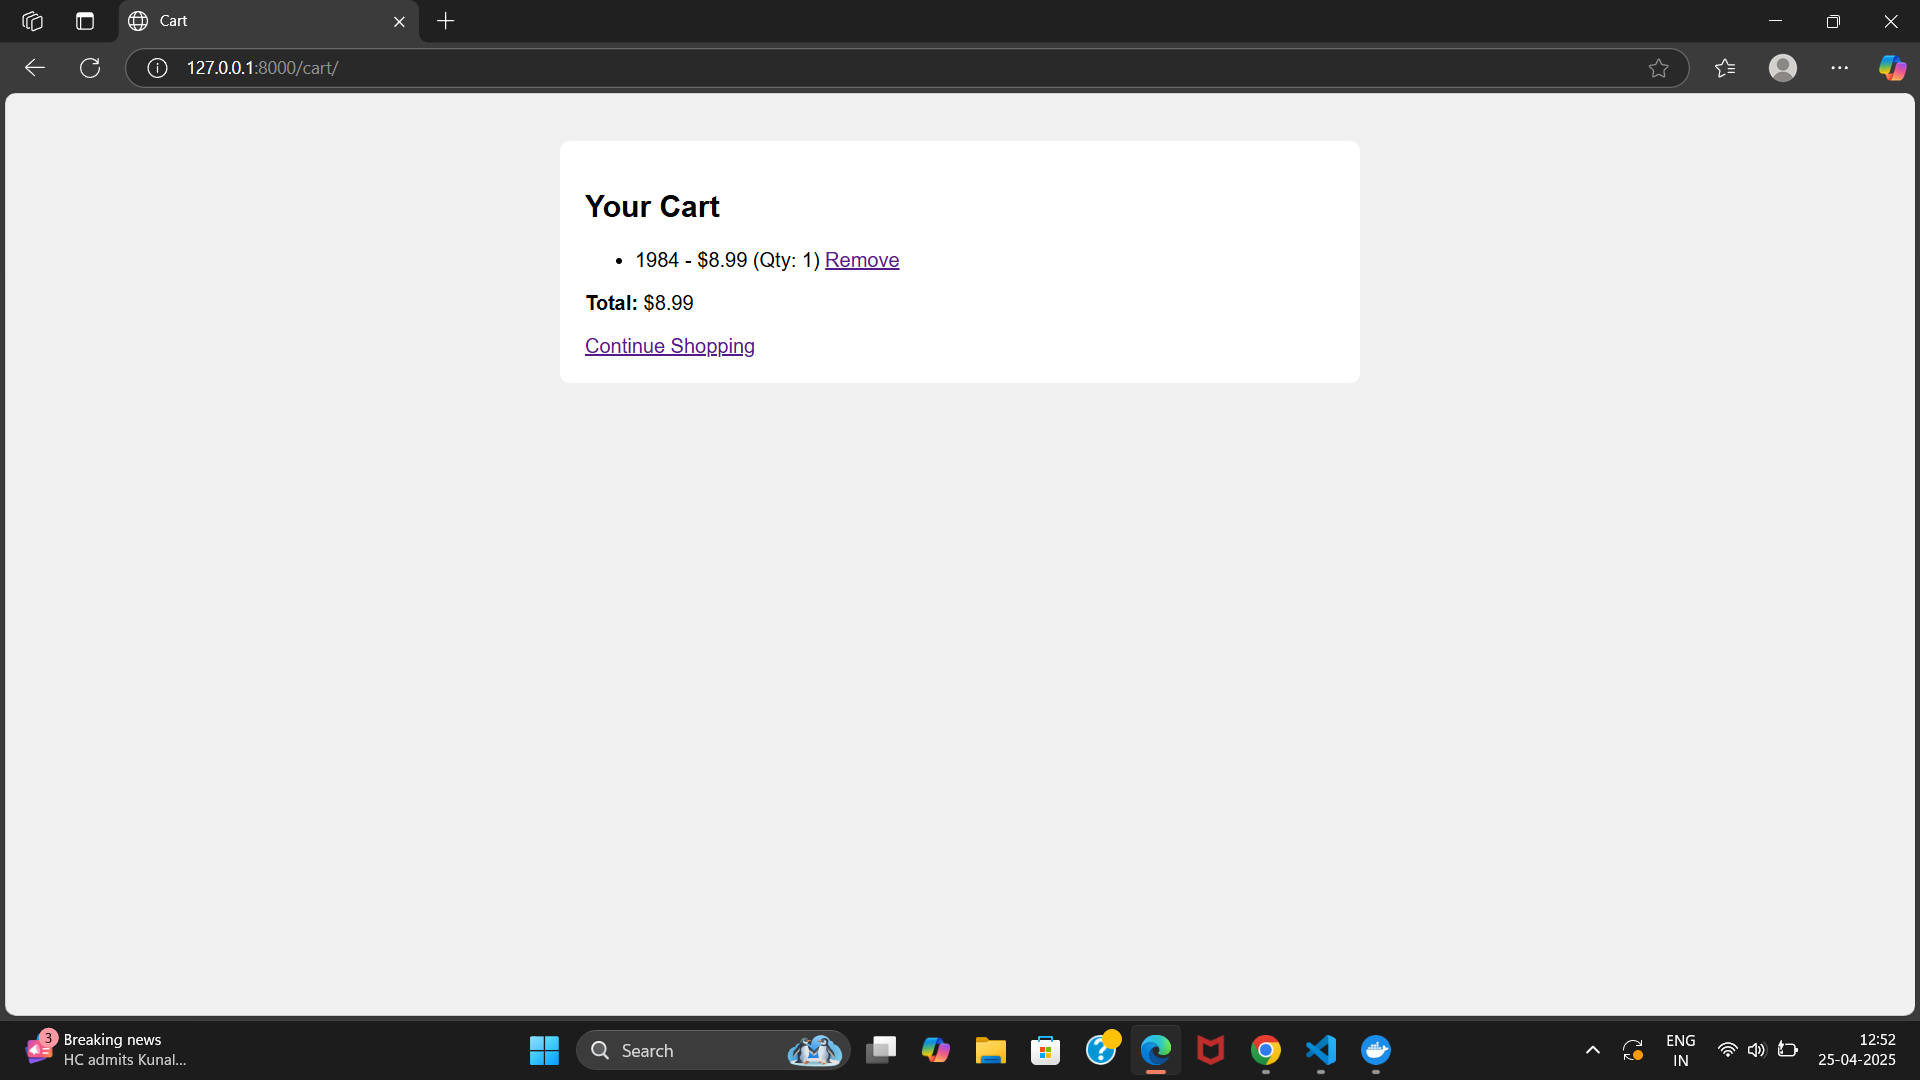 Cart
127.0.0.1:8000/cart/
Your Cart
• 1984 - $8.99 (Qty: 1) Remove
Total: $8.99
Continue Shopping
3
Breaking news
HC admits Kunal...
Search
ENG
IN
12:52
25-04-2025